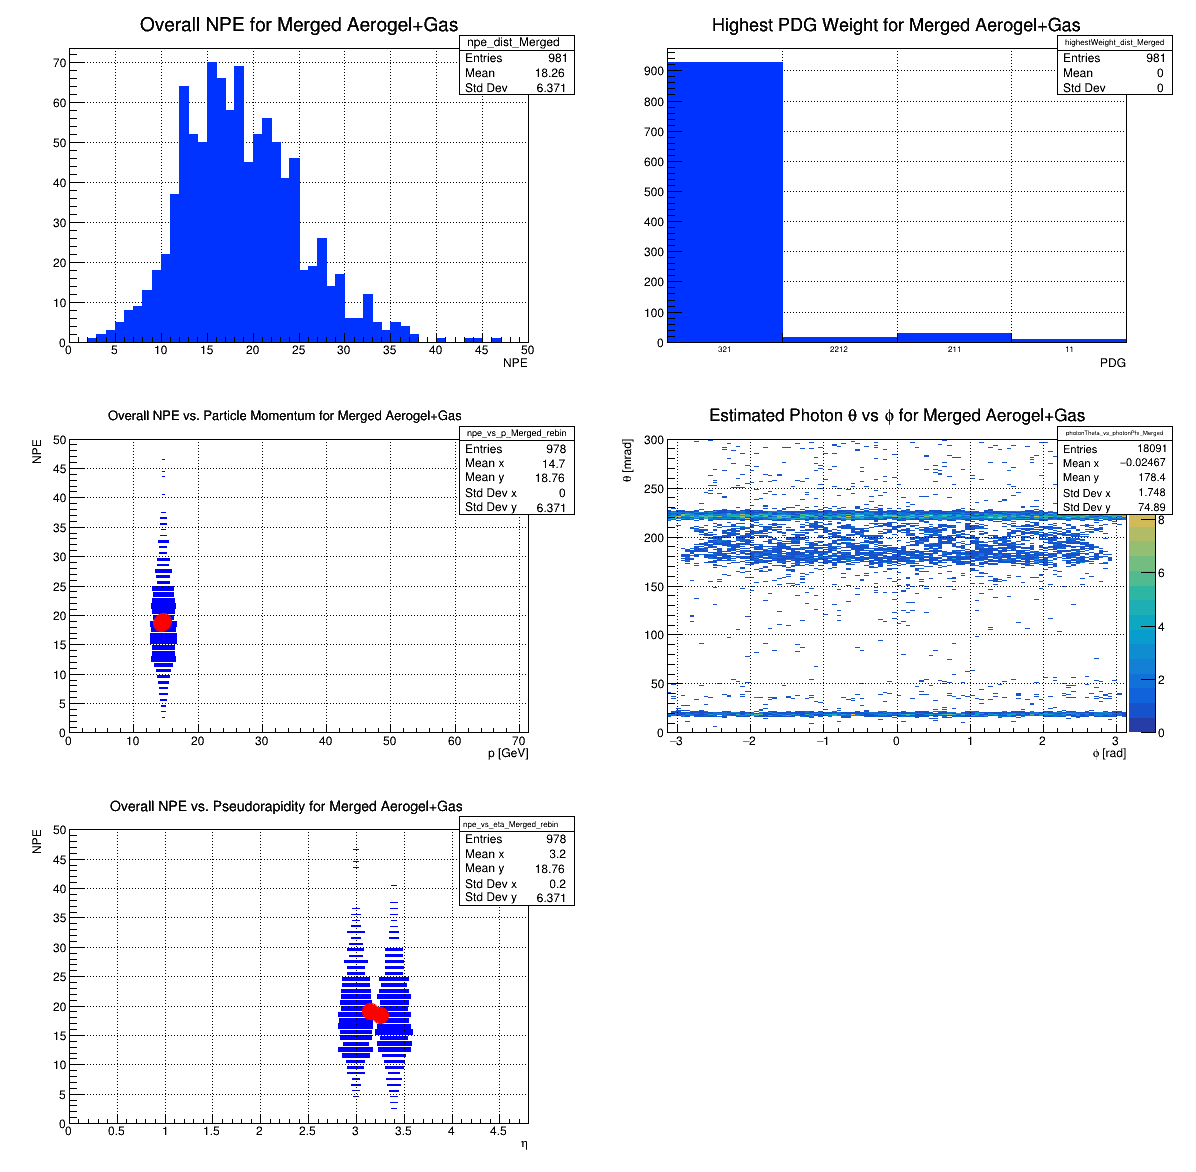 Overall NPE for Merged Aerogel+Gas
npe_dist_Merged
Entries 981
Mean 18.26
Std Dev 6.371
70
60
50
40
30
20
10
0
0 5 10 15 20 25 30 35 40 45 50
NPE
Highest PDG Weight for Merged Aerogel+Gas
highestWeight_dist_Merged
Entries 981
Mean 0
Std Dev 0
900
800
700
600
500
400
300
200
100
0
321 2212 211 11
PDG
Overall NPE vs. Particle Momentum for Merged Aerogel+Gas
npe_vs_p_Merged_rebin
Entries 978
Mean x 14.7
Mean y 18.76
Std Dev x 0
Std Dev y 6.371
NPE
50
45
40
35
30
25
20
15
10
5
0
0 10 20 30 40 50 60 70
p [GeV]
Estimated Photon θ vs ϕ for Merged Aerogel+Gas
photonTheta_vs_photonPhi_Merged
Entries 18091
Mean x −0.02467
Mean y 178.4
Std Dev x 1.748
Std Dev y 74.89
θ [mrad]
300
250
200
150
100
50
0
−3 −2 −1 0 1 2 3
ϕ [rad]
8
6
4
2
0
Overall NPE vs. Pseudorapidity for Merged Aerogel+Gas
npe_vs_eta_Merged_rebin
Entries 978
Mean x 3.2
Mean y 18.76
Std Dev x 0.2
Std Dev y 6.371
NPE
50
45
40
35
30
25
20
15
10
5
0
0 0.5 1 1.5 2 2.5 3 3.5 4 4.5
η